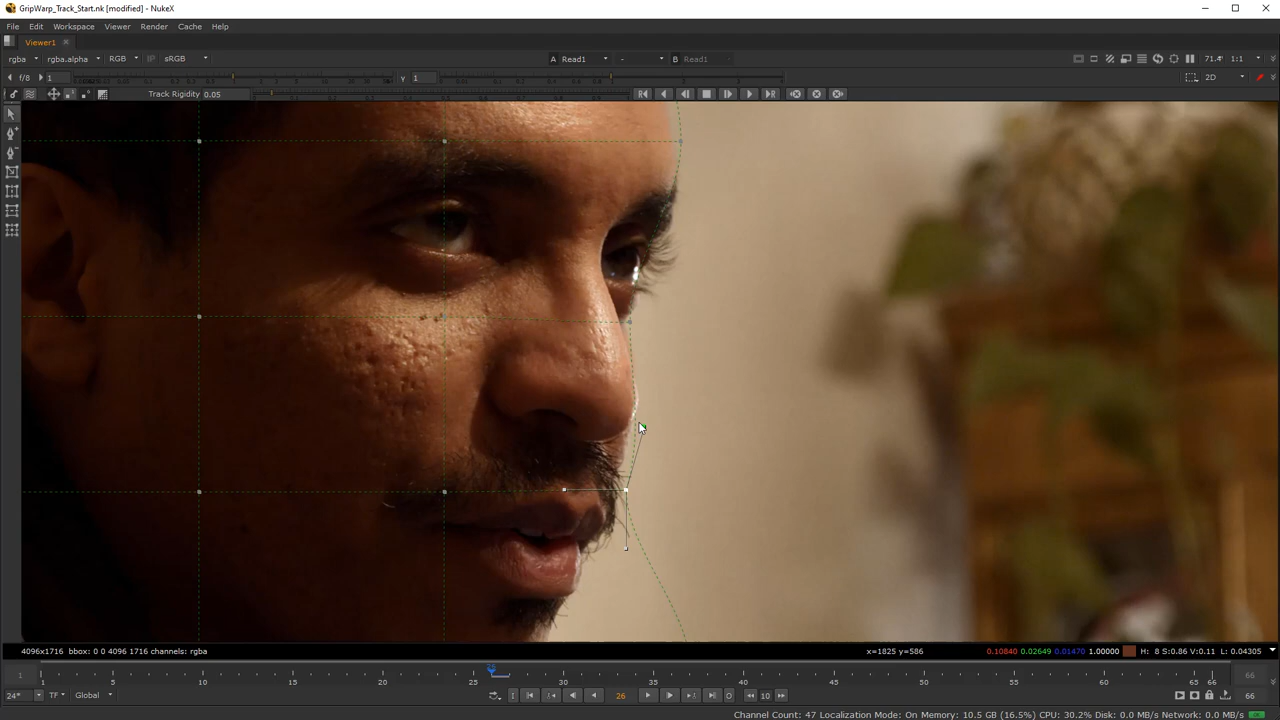 GripWarp_Track_Start.nk [modified] - NukeX
File Edit Workspace Viewer Render Cache Help
Viewer1
rgba rgba.alpha RGB IP sRGB A Read1 - B Read1 71.4 1:1
f/8 1 γ 1 2D
Track Rigidity 0.05
4096x1716 bbox: 0 0 4096 1716 channels: rgba x=1825 y=586 0.10840 0.02649 0.01470 1.00000 H: 8 S:0.86 V:0.11 L: 0.04305
1 1 5 10 15 20 26 30 35 40 45 50 55 60 65 66 66
24* TF Global 26 10 66
Channel Count: 47 Localization Mode: On Memory: 10.5 GB (16.5%) CPU: 30.2% Disk: 0.0 MB/s Network: 0.0 MB/s